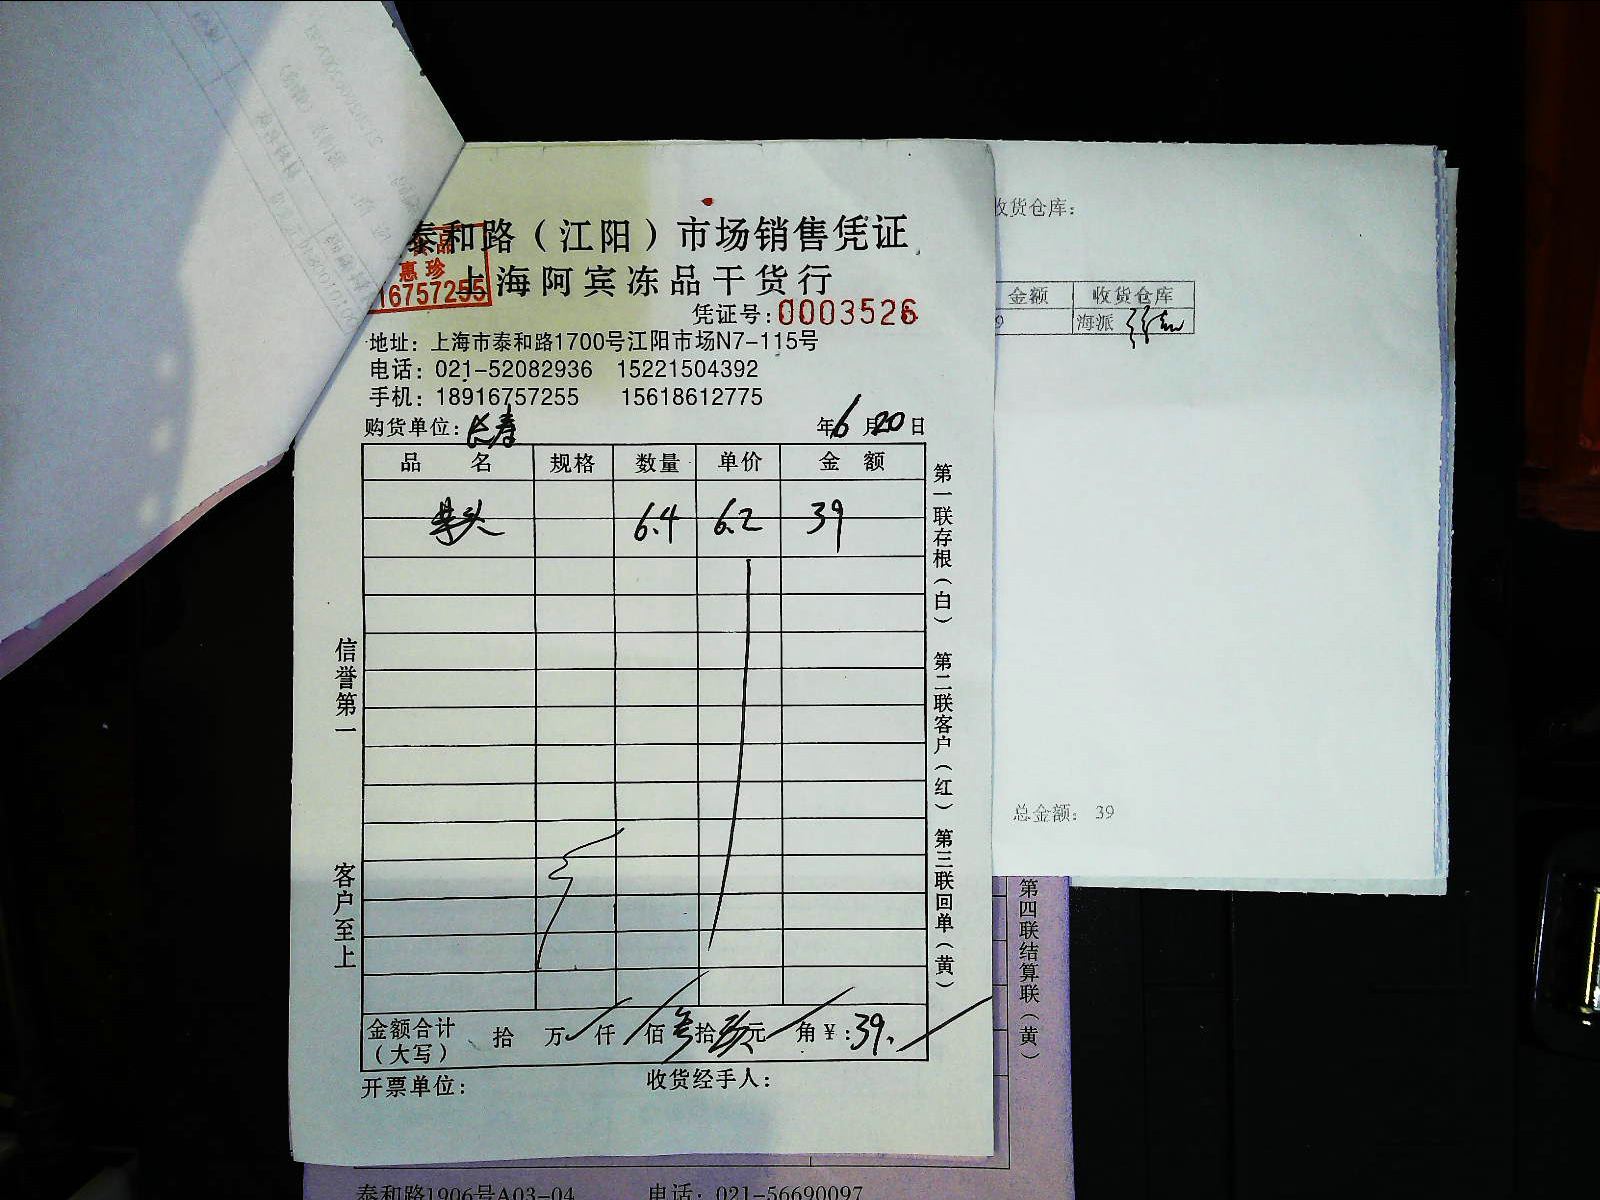 泰和路（江阳）市场销售凭证
上海阿宾冻品干货行
惠珍
16757255
凭证号：0003526
地址：上海市泰和路1700号江阳市场N7-115号
电话：021-52082936 15221504392
手机：18916757255 15618612775
购货单位：长寿 年6月20日
品名 规格 数量 单价 金额
6.4 6.2 39
金额合计（大写） 拾 万 仟 佰 叁拾玖元 角 ￥：39.
开票单位： 收货经手人：
信誉第一 客户至上
第一联存根（白） 第二联客户（红） 第三联回单（黄）
收货仓库：
金额 收货仓库
9 海派
总金额： 39
第四联结算联（黄）
泰和路1906号A03-04 电话：021-56690097